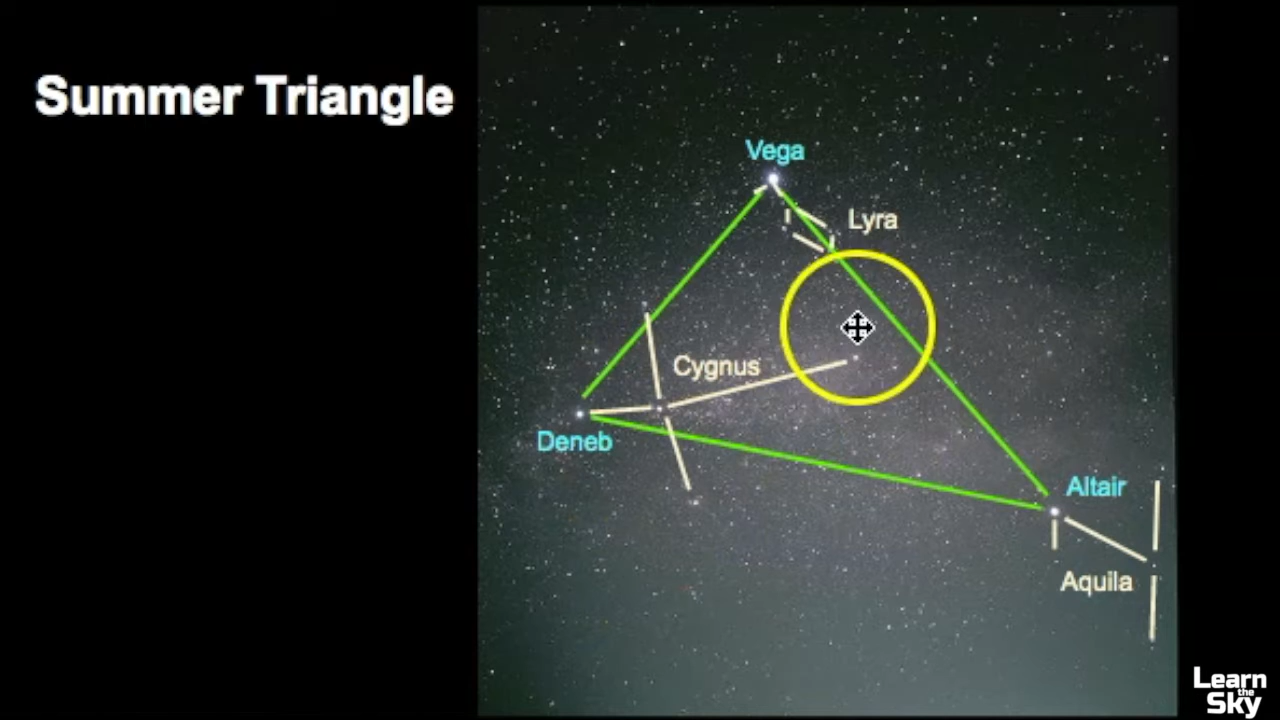 Summer Triangle
Vega
Lyra
Cygnus
Deneb
Altair
Aquila
Learn
the
Sky